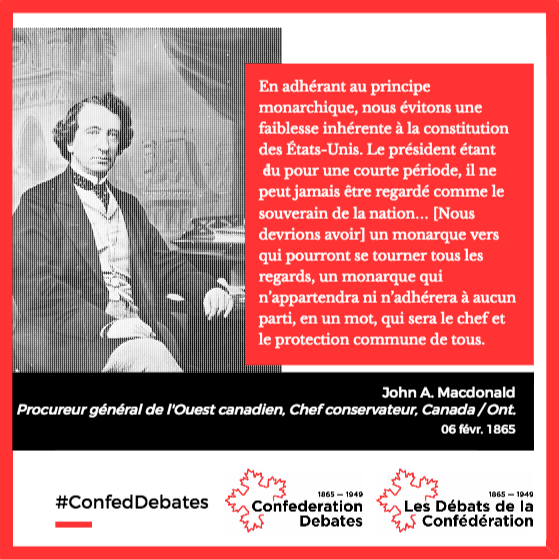 En adhérant au principe
monarchique, nous évitons une
faiblesse inhérente à la constitution
des États-Unis. Le président étant
du pour une courte période, il ne
peut jamais être regardé comme le
souverain de la nation... [Nous
devrions avoir] un monarque vers
qui pourront se tourner tous les
regards, un monarque qui
n'appartendra ni n'adhérera à aucun
parti, en un mot, qui sera le chef et
le protection commune de tous.
John A. Macdonald
Procureur général de l'Ouest canadien, Chef conservateur, Canada / Ont.
06 févr. 1865
#ConfedDebates
1865 — 1949
Confederation
Debates
1865 — 1949
Les Débats de la
Confédération